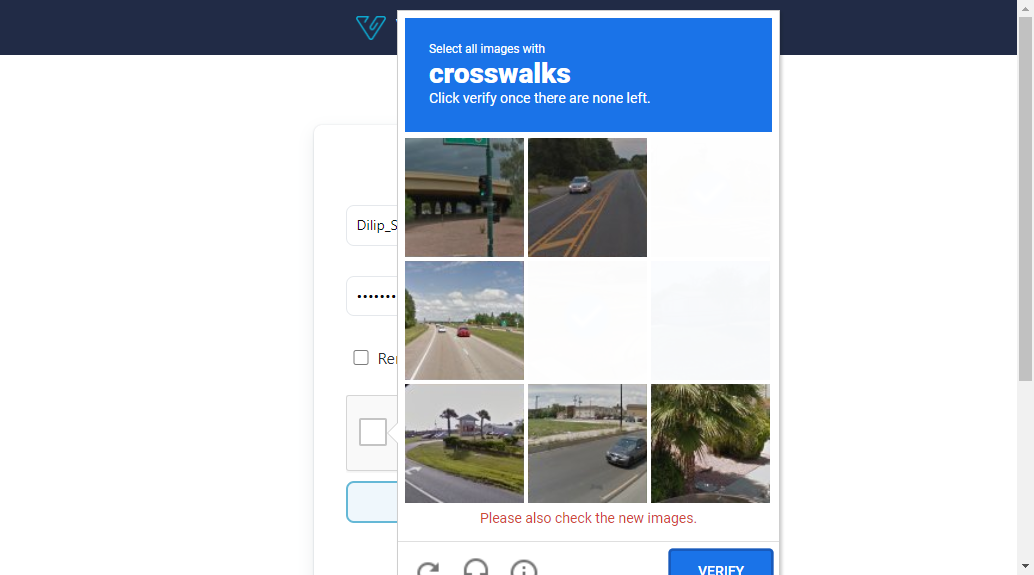 Select all images with
crosswalks
Click verify once there are none left.
Dilip_S
••••••••
Please also check the new images.
VERIFY